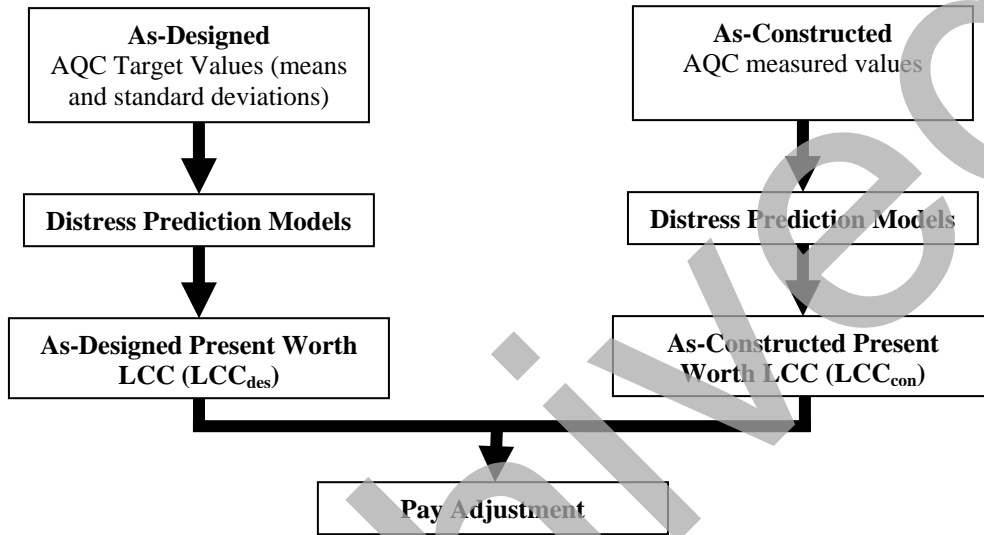 As-Designed
AQC Target Values (means
and standard deviations)
As-Constructed
AQC measured values
Distress Prediction Models
Distress Prediction Models
As-Designed Present Worth
LCC (LCCdes)
As-Constructed Present
Worth LCC (LCCcon)
Pay Adjustment